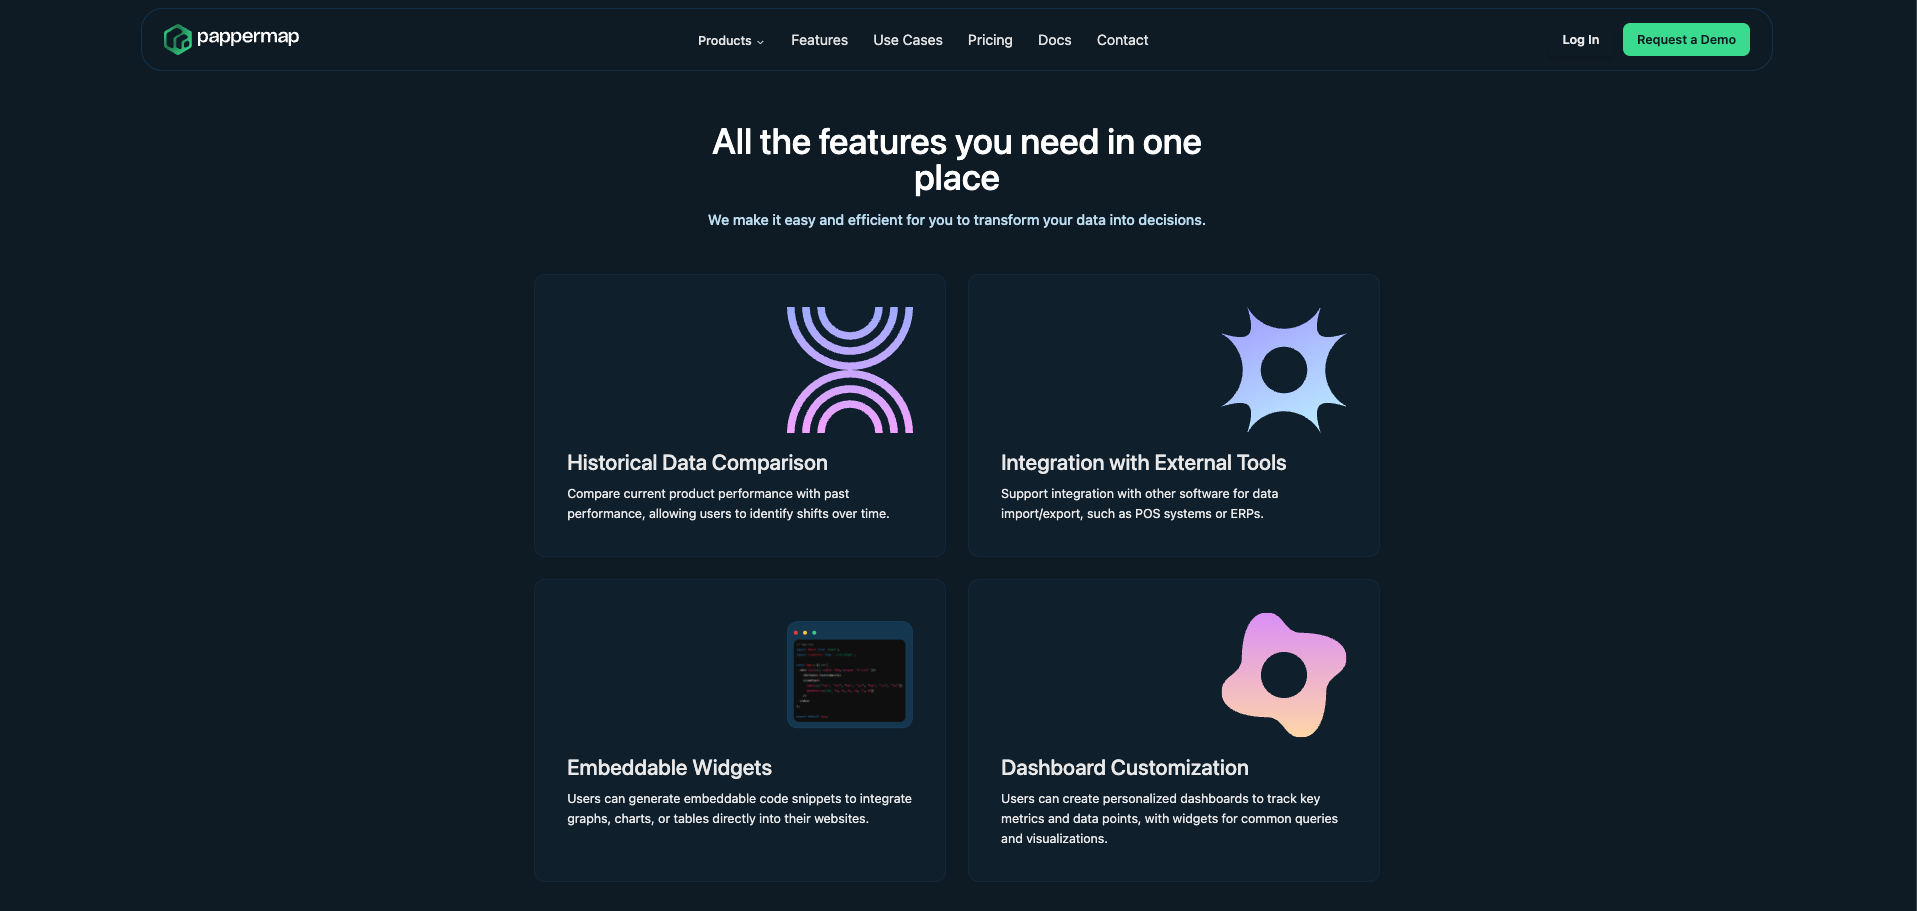 pappermap
Products
Features
Use Cases
Pricing
Docs
Contact
Log In
Request a Demo
All the features you need in one
place
We make it easy and efficient for you to transform your data into decisions.
Historical Data Comparison
Compare current product performance with past
performance, allowing users to identify shifts over time.
Integration with External Tools
Support integration with other software for data
import/export, such as POS systems or ERPs.
Embeddable Widgets
Users can generate embeddable code snippets to integrate
graphs, charts, or tables directly into their websites.
Dashboard Customization
Users can create personalized dashboards to track key
metrics and data points, with widgets for common queries
and visualizations.